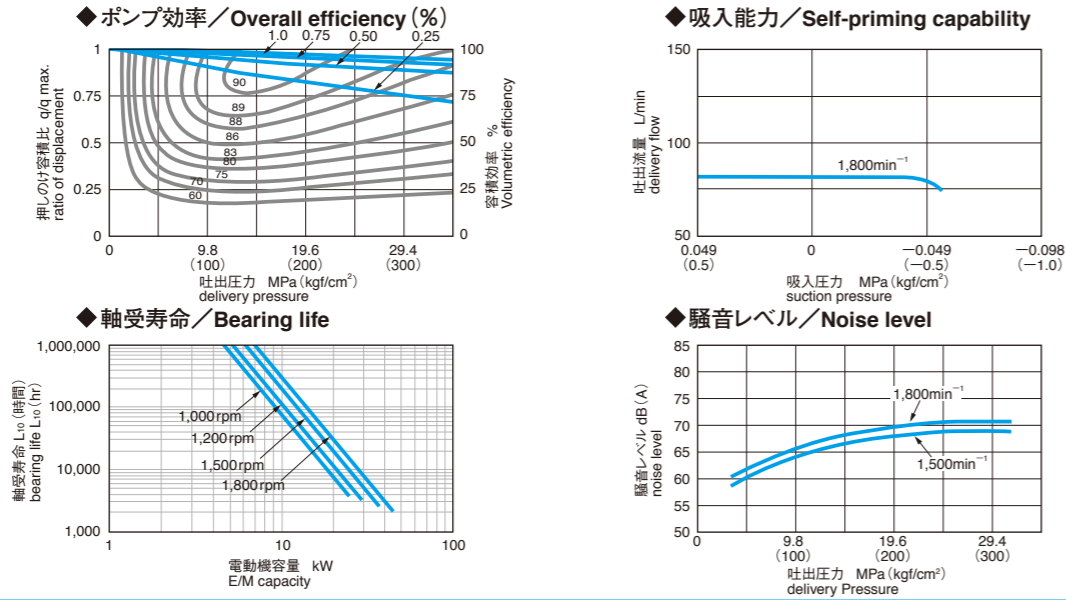 ◆ポンプ効率／Overall efficiency（%）
1.0 0.75 0.50 0.25
1
0.75
0.5
0.25
0
押しのけ容積比 q/q max.
ratio of displacement
90
89
88
86
83
80
75
70
60
100
75
50
25
0
容積効率 %
Volumetric efficiency
0 9.8 19.6 29.4
(100) (200) (300)
吐出圧力 MPa（kgf/cm²）
delivery pressure
◆吸入能力／Self-priming capability
150
100
50
吐出流量 L/min
delivery flow
1,800min⁻¹
0.049 0 −0.049 −0.098
(0.5) (−0.5) (−1.0)
吸入圧力 MPa（kgf/cm²）
suction pressure
◆軸受寿命／Bearing life
1,000,000
100,000
10,000
1,000
軸受寿命 L₁₀（時間）
bearing life L₁₀（hr）
1,000rpm
1,200rpm
1,500rpm
1,800rpm
1 10 100
電動機容量 kW
E/M capacity
◆騒音レベル／Noise level
85
80
75
70
65
60
55
50
騒音レベル dB（A）
noise level
1,800min⁻¹
1,500min⁻¹
0 9.8 19.6 29.4
(100) (200) (300)
吐出圧力 MPa（kgf/cm²）
delivery Pressure